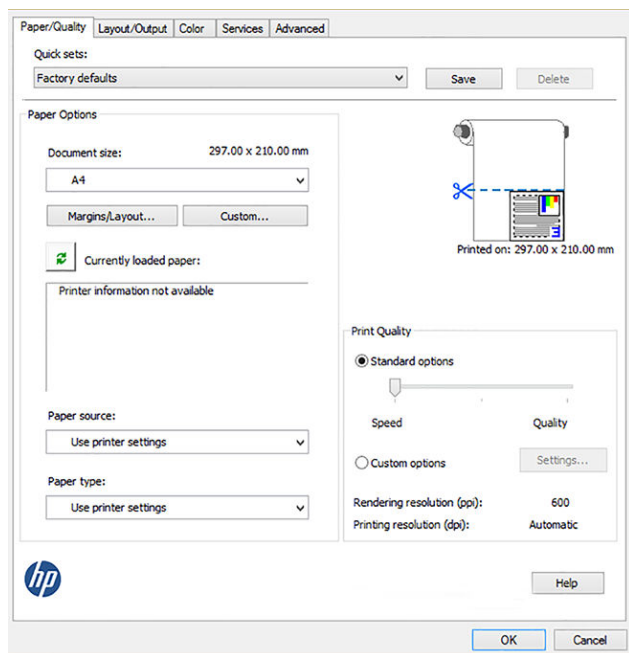 Paper/Quality Layout/Output Color Services Advanced
Quick sets:
Factory defaults Save Delete
Paper Options
Document size: 297.00 x 210.00 mm
A4
Margins/Layout... Custom...
Currently loaded paper:
Printer information not available
Paper source:
Use printer settings
Paper type:
Use printer settings
Printed on: 297.00 x 210.00 mm
Print Quality
Standard options
Speed Quality
Custom options Settings...
Rendering resolution (ppi): 600
Printing resolution (dpi): Automatic
hp
Help
OK Cancel